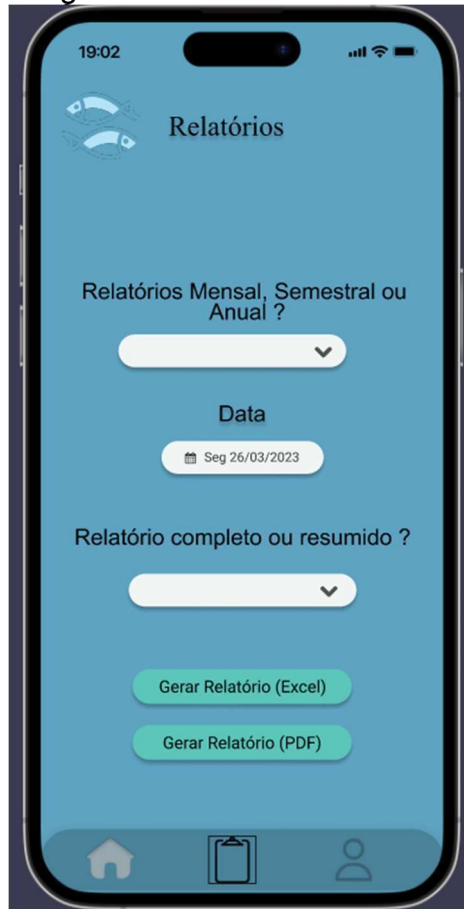 19:02
Relatórios
Relatórios Mensal, Semestral ou
Anual ?
Data
Seg 26/03/2023
Relatório completo ou resumido ?
Gerar Relatório (Excel)
Gerar Relatório (PDF)